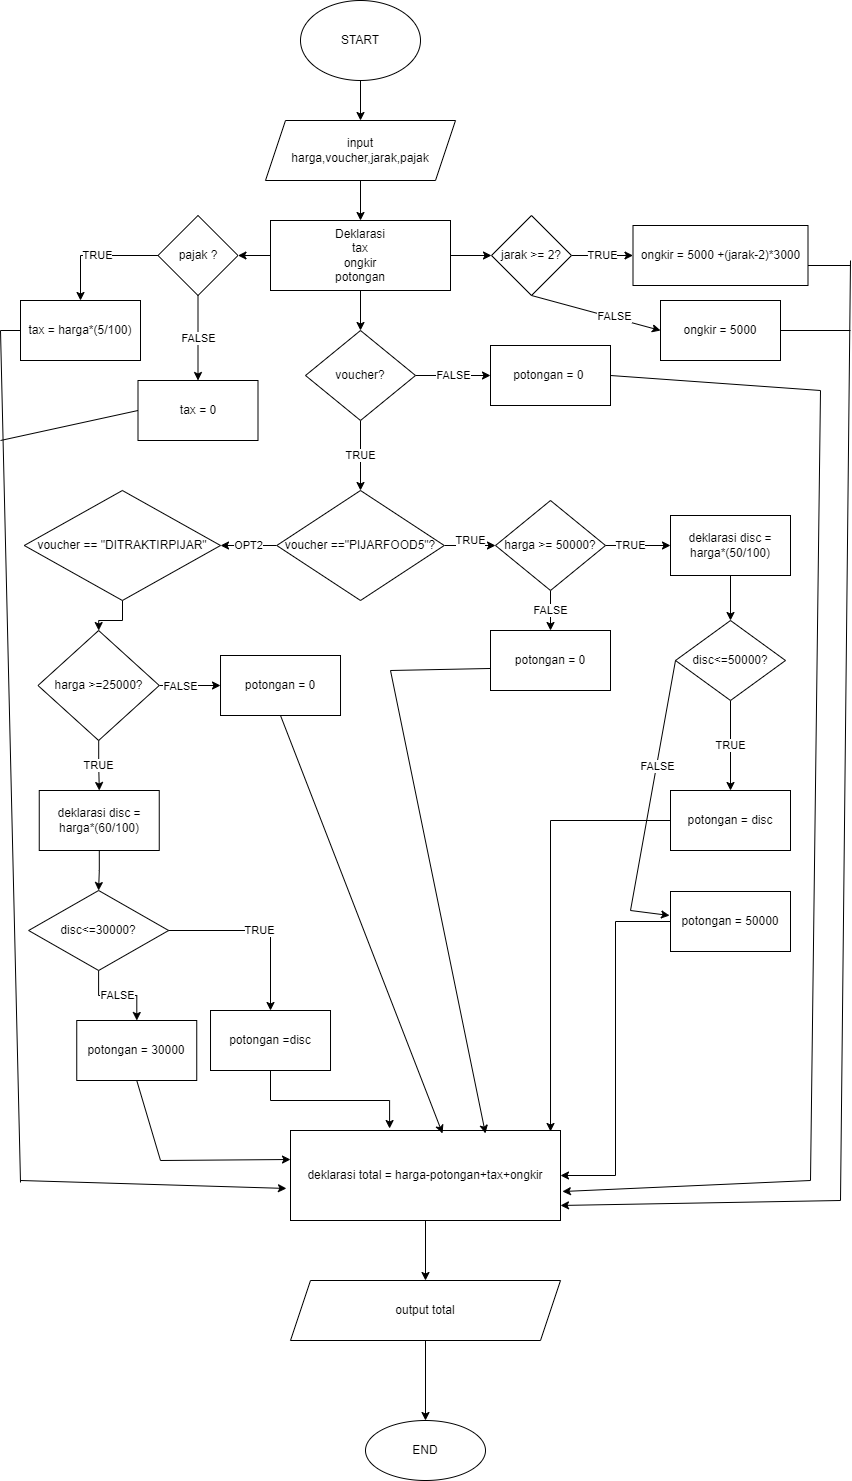 START
input
harga,voucher,jarak,pajak
Deklarasi
tax
ongkir
potongan
pajak ?
TRUE
FALSE
tax = harga*(5/100)
tax = 0
jarak >= 2?
TRUE
ongkir = 5000 +(jarak-2)*3000
FALSE
ongkir = 5000
voucher?
FALSE
potongan = 0
TRUE
voucher == "DITRAKTIRPIJAR"
OPT2
voucher =="PIJARFOOD5"?
TRUE
harga >= 50000?
TRUE
deklarasi disc =
harga*(50/100)
FALSE
potongan = 0
disc<=50000?
TRUE
FALSE
potongan = disc
potongan = 50000
harga >=25000?
FALSE
potongan = 0
TRUE
deklarasi disc =
harga*(60/100)
disc<=30000?
TRUE
FALSE
potongan = 30000
potongan =disc
deklarasi total = harga-potongan+tax+ongkir
output total
END